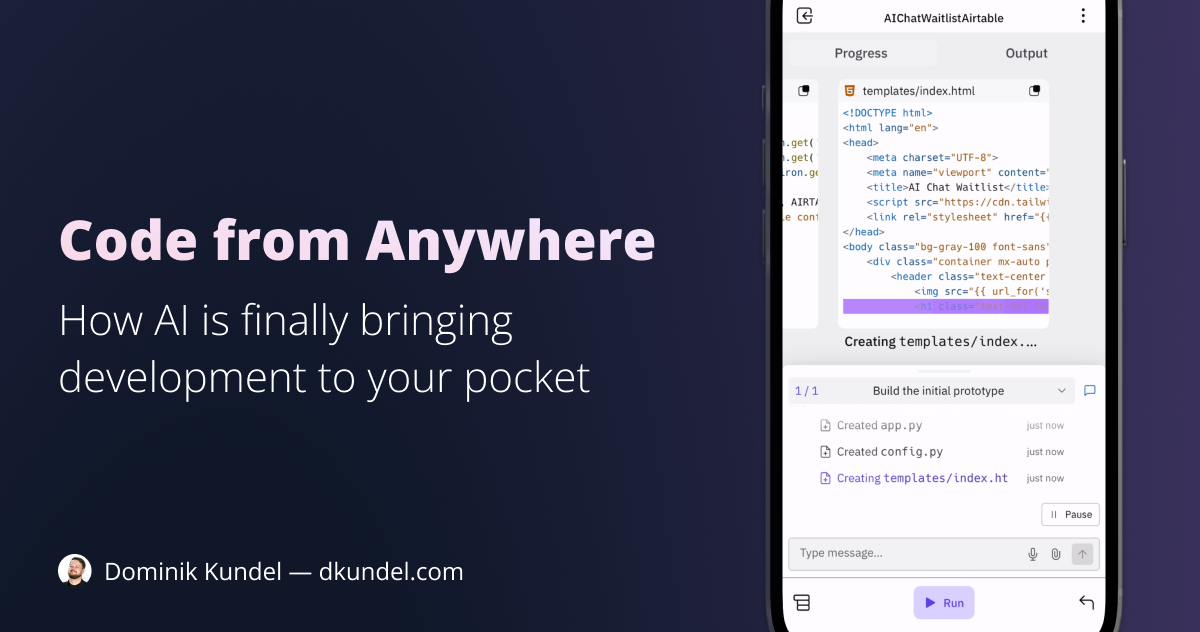 Code from Anywhere
How AI is finally bringing
development to your pocket
Dominik Kundel — dkundel.com
AIChatWaitlistAirtable
Progress
Output
templates/index.html
n.get(
n.get(
iron.ge
, AIRTA
le conf
<!DOCTYPE html>
<html lang="en">
<head>
<meta charset="UTF-8">
<meta name="viewport" content="
<title>AI Chat Waitlist</title>
<script src="https://cdn.tailwi
<link rel="stylesheet" href="{{
</head>
<body class="bg-gray-100 font-sans"
<div class="container mx-auto p
<header class="text-center
<img src="{{ url_for('s
<h1 class="text-
Creating templates/index.…
1 / 1
Build the initial prototype
Created app.py
just now
Created config.py
just now
Creating templates/index.ht
just now
Pause
Type message...
Run